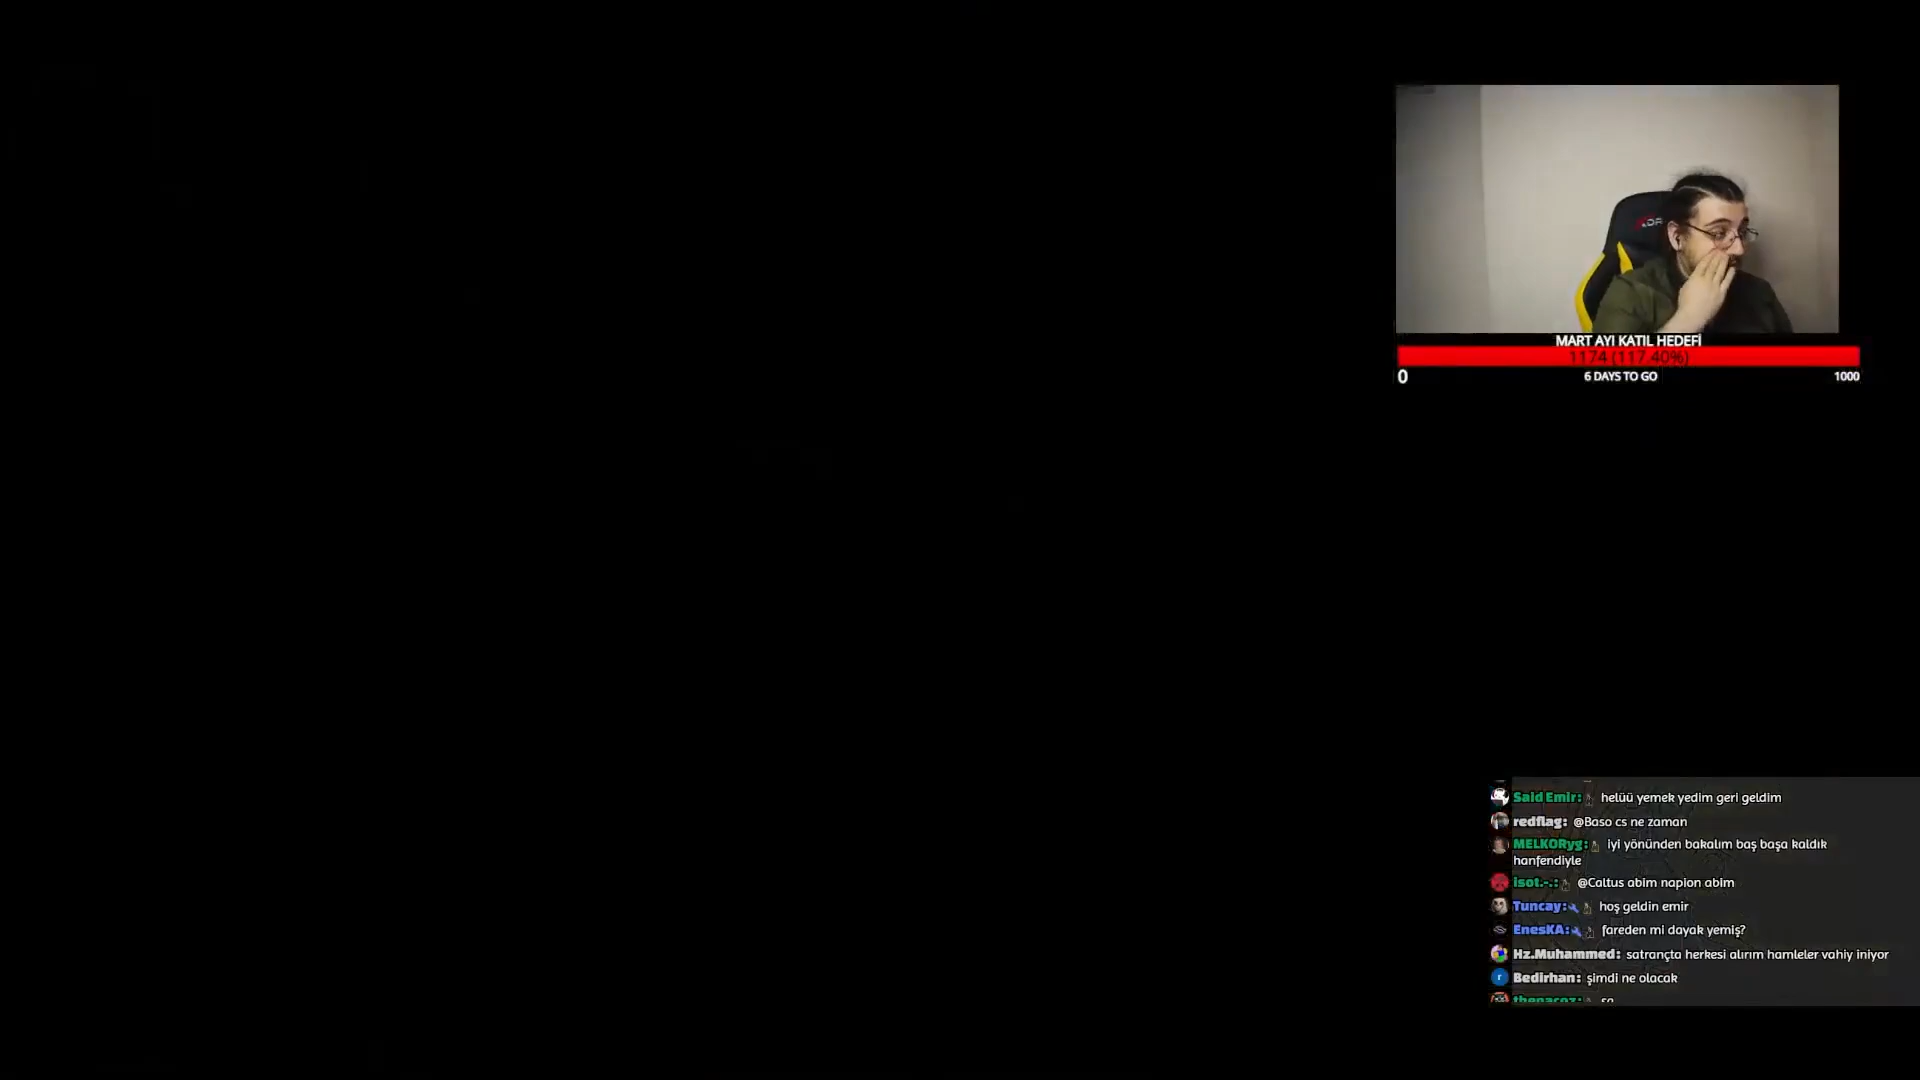 MART AYI KATIL HEDEFİ
1174 (117.40%)
0
6 DAYS TO GO
1000
Said Emir: helüü yemek yedim geri geldim
redflag: @Baso cs ne zaman
MELKORyg: iyi yönünden bakalım baş başa kaldık
hanfendiyle
isot.-.: @Caltus abim napion abim
Tuncay: hoş geldin emir
EnesKA: fareden mi dayak yemiş?
Hz.Muhammed: satrançta herkesi alırım hamleler vahiy iniyor
Bedirhan: şimdi ne olacak